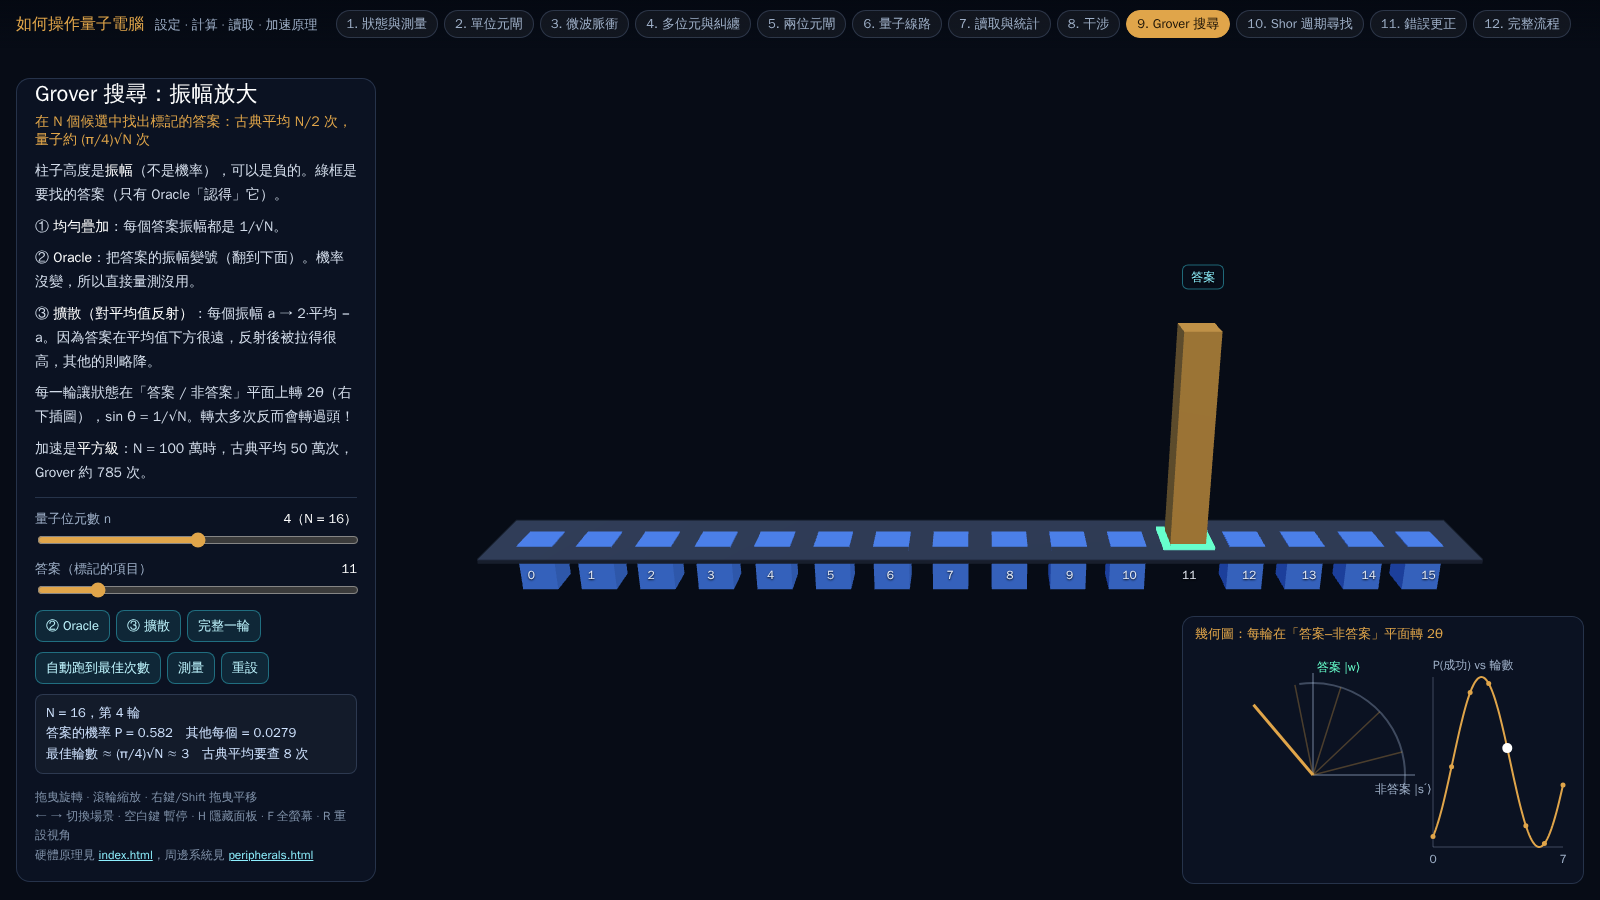 如何操作量子電腦 設定 · 計算 · 讀取 · 加速原理
1. 狀態與測量
2. 單位元閘
3. 微波脈衝
4. 多位元與糾纏
5. 兩位元閘
6. 量子線路
7. 讀取與統計
8. 干涉
9. Grover 搜尋
10. Shor 週期尋找
11. 錯誤更正
12. 完整流程
Grover 搜尋：振幅放大
在 N 個候選中找出標記的答案：古典平均 N/2 次，
量子約 (π/4)√N 次
柱子高度是振幅（不是機率），可以是負的。綠框是
要找的答案（只有 Oracle「認得」它）。
① 均勻疊加：每個答案振幅都是 1/√N。
② Oracle：把答案的振幅變號（翻到下面）。機率
沒變，所以直接量測沒用。
③ 擴散（對平均值反射）：每個振幅 a → 2·平均 −
a。因為答案在平均值下方很遠，反射後被拉得很
高，其他的則略降。
每一輪讓狀態在「答案 / 非答案」平面上轉 2θ（右
下插圖），sin θ = 1/√N。轉太多次反而會轉過頭！
加速是平方級：N = 100 萬時，古典平均 50 萬次，
Grover 約 785 次。
量子位元數 n 4（N = 16）
答案（標記的項目） 11
② Oracle
③ 擴散
完整一輪
自動跑到最佳次數
測量
重設
N = 16，第 4 輪
答案的機率 P = 0.582 其他每個 = 0.0279
最佳輪數 ≈ (π/4)√N ≈ 3 古典平均要查 8 次
拖曳旋轉 · 滾輪縮放 · 右鍵/Shift 拖曳平移
← → 切換場景 · 空白鍵 暫停 · H 隱藏面板 · F 全螢幕 · R 重
設視角
硬體原理見 index.html，周邊系統見 peripherals.html
答案
0 1 2 3 4 5 6 7 8 9 10 11 12 13 14 15
幾何圖：每輪在「答案–非答案」平面轉 2θ
答案 |w⟩
P(成功) vs 輪數
非答案 |s′⟩
0 7